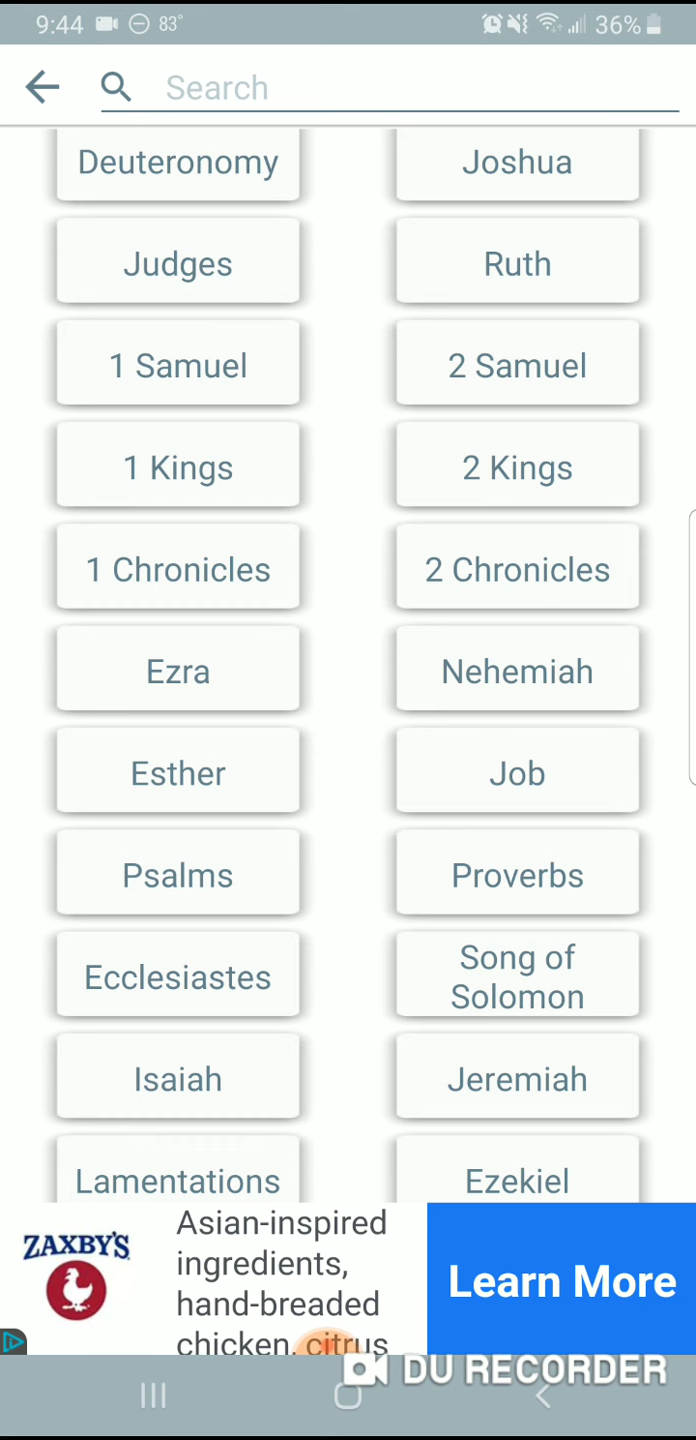 9:44 83° 36%
Search
Deuteronomy Joshua
Judges Ruth
1 Samuel 2 Samuel
1 Kings 2 Kings
1 Chronicles 2 Chronicles
Ezra Nehemiah
Esther Job
Psalms Proverbs
Ecclesiastes Song of
Solomon
Isaiah Jeremiah
Lamentations Ezekiel
ZAXBY'S
Asian-inspired
ingredients,
hand-breaded
chicken, citrus
Learn More
DU RECORDER